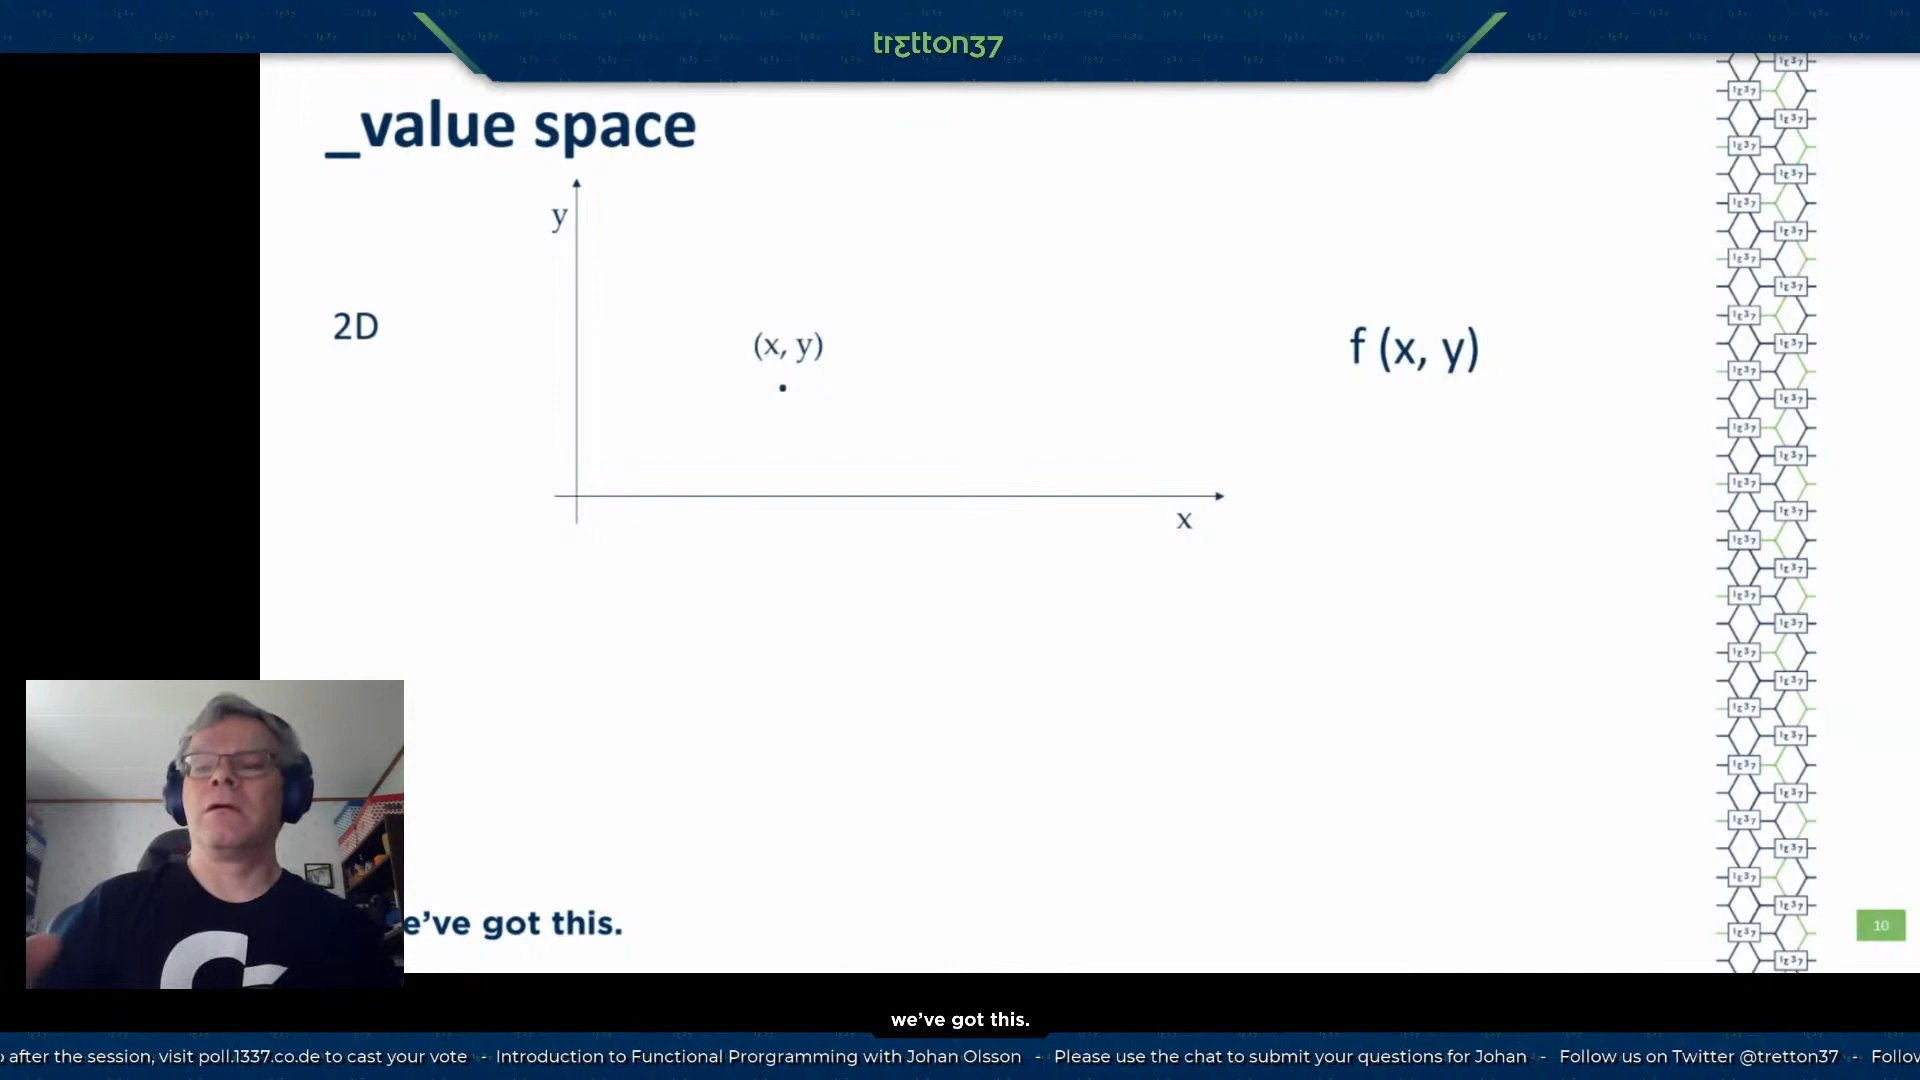 trɛtton37
_value space
y
2D
(x, y)
f (x, y)
x
e've got this.
10
we've got this.
after the session, visit poll.1337.co.de to cast your vote - Introduction to Functional Prorgramming with Johan Olsson - Please use the chat to submit your questions for Johan - Follow us on Twitter @tretton37 - Follov